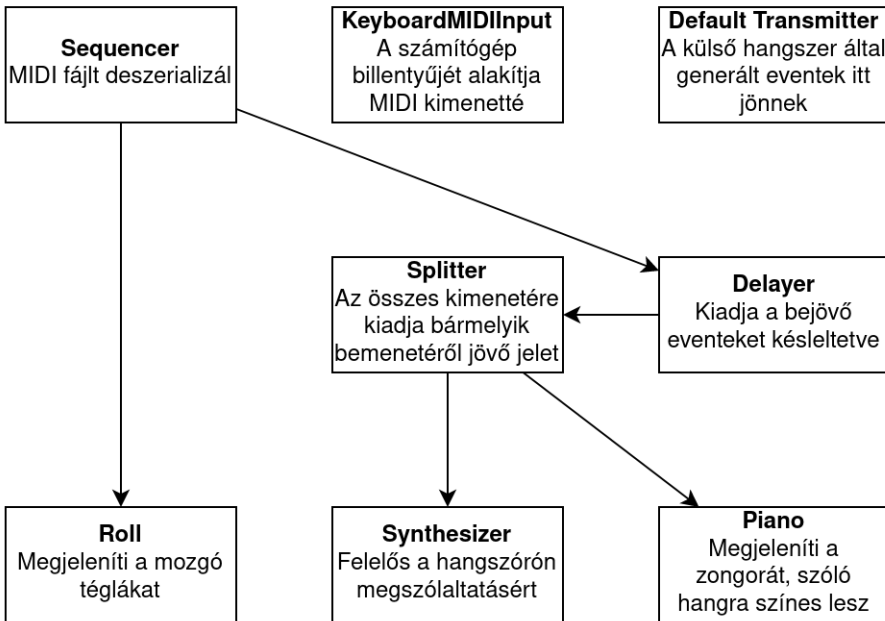 Sequencer
MIDI fájlt deszerializál
KeyboardMIDIInput
A számítógép
billentyűjét alakítja
MIDI kimenetté
Default Transmitter
A külső hangszer által
generált eventek itt
jönnek
Splitter
Az összes kimenetére
kiadja bármelyik
bemenetéről jövő jelet
Delayer
Kiadja a bejövő
eventeket késleltetve
Roll
Megjeleníti a mozgó
téglákat
Synthesizer
Felelős a hangszórón
megszólaltatásért
Piano
Megjeleníti a
zongorát, szóló
hangra színes lesz